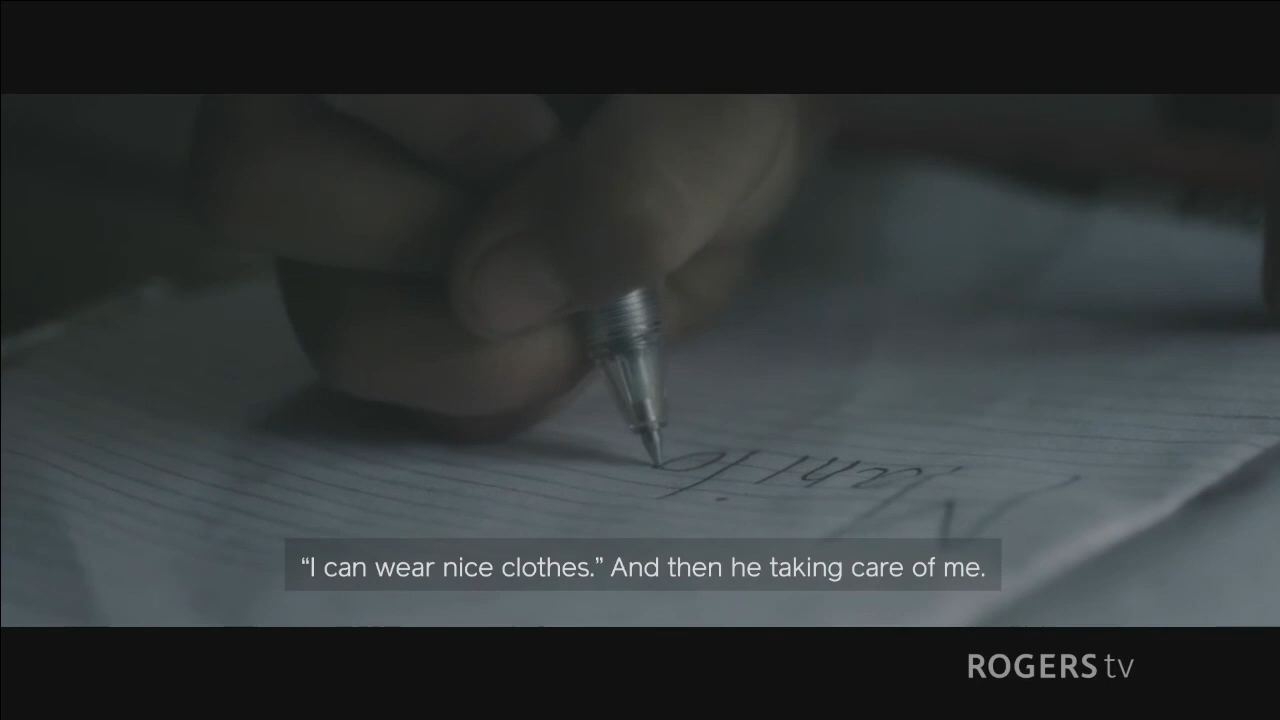 “I can wear nice clothes.” And then he taking care of me.
ROGERS tv